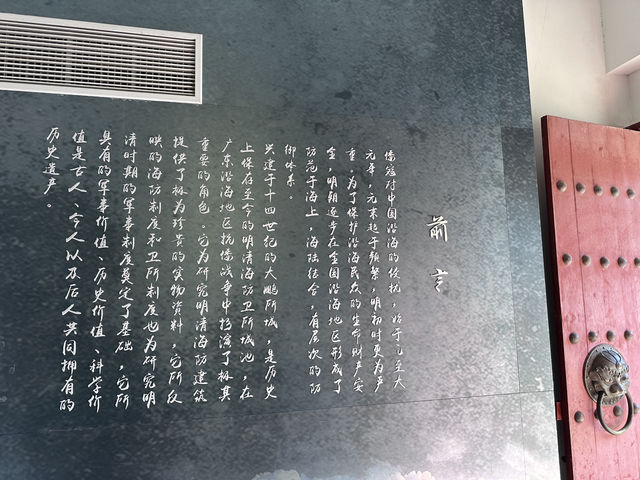 前言
倭寇对中国沿海的侵扰，始于元至大
元年，元末趋于频繁，明初时更为严
重。为了保护沿海民众的生命财产安
全，明朝逐步在全国沿海地区形成了
防范于海上，海陆结合，有层次的防
御体系。
兴建于十四世纪的大鹏所城，是历史
上保存至今的明清海防卫所城池，在
广东沿海地区抗倭战争中扮演了极其
重要的角色。它为研究明清海防建筑
提供了极为珍贵的实物资料，它所反
映的海防制度和卫所制度也为研究明
清时期的军事制度奠定了基础，它所
具有的军事价值、历史价值、科学价
值是古人、今人以及后人共同拥有的
历史遗产。